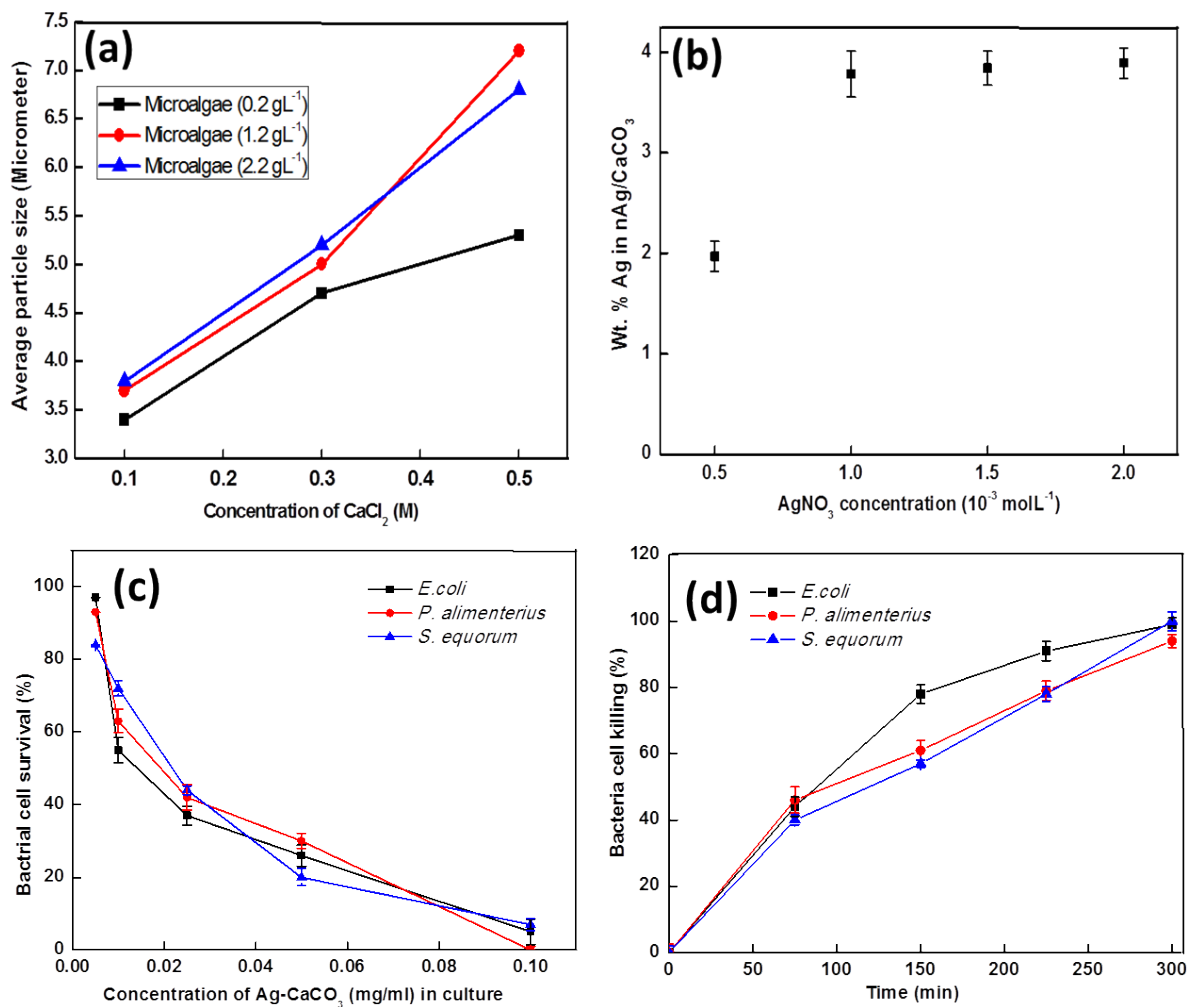 (a)
Microalgae (0.2 gL⁻¹)
Microalgae (1.2 gL⁻¹)
Microalgae (2.2 gL⁻¹)
Average particle size (Micrometer)
7.5
7.0
6.5
6.0
5.5
5.0
4.5
4.0
3.5
3.0
0.1 0.2 0.3 0.4 0.5
Concentration of CaCl₂ (M)
(b)
Wt. % Ag in nAg/CaCO₃
4
3
2
1
0
0.5 1.0 1.5 2.0
AgNO₃ concentration (10⁻³ molL⁻¹)
(c)
E.coli
P. alimenterius
S. equorum
Bactrial cell survival (%)
100
80
60
40
20
0
0.00 0.02 0.04 0.06 0.08 0.10
Concentration of Ag-CaCO₃ (mg/ml) in culture
(d)
E.coli
P. alimenterius
S. equorum
Bacteria cell killing (%)
120
100
80
60
40
20
0
0 50 100 150 200 250 300
Time (min)